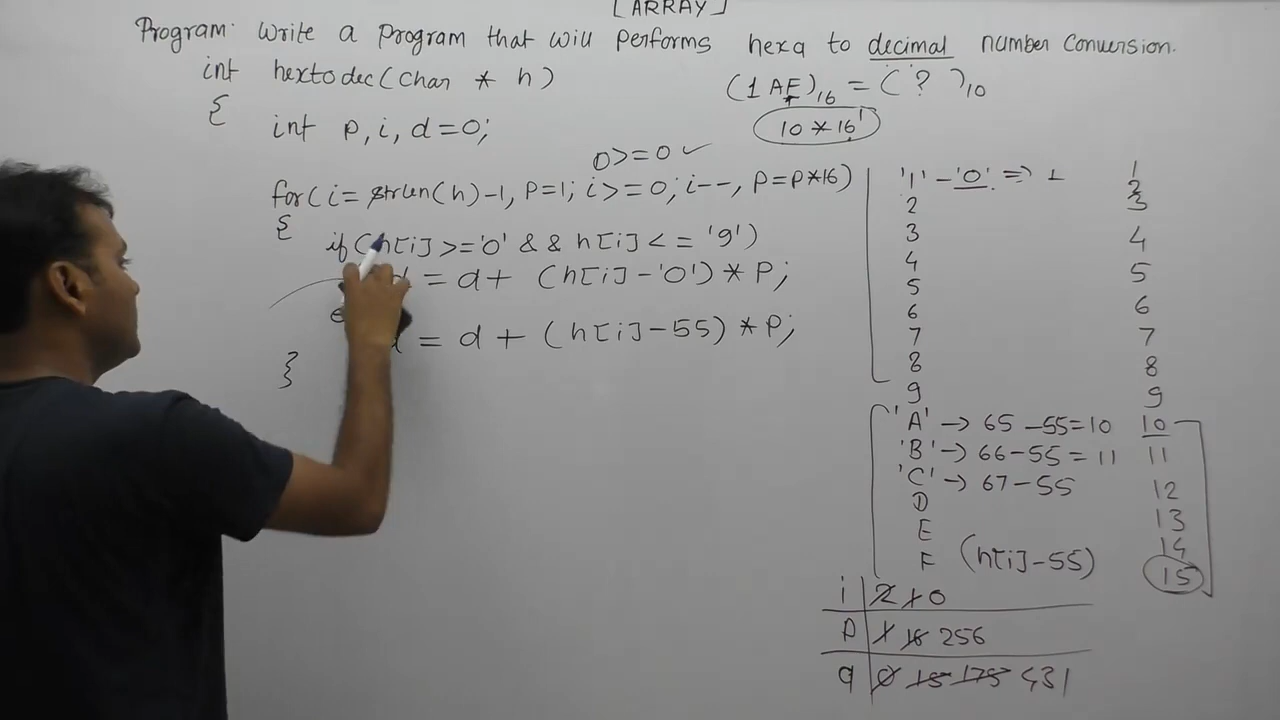 [ARRAY]
Program: Write a program that will performs hexa to decimal number conversion.
int hextodec(char * h)
{
int p, i, d=0;
(1AF)16 = ( ? )10
10 * 16¹
0>=0 ✓
for( i= strlen(h)-1, p=1; i>=0; i--, p=p*16)
{
if (h[i]>='0' && h[i]<='9')
d = d+ (h[i]-'0') * p;
= d + (h[i]-55) * p;
}
'1' - '0' => 1 1
2 2
3 3
4 4
5 5
6 6
7 7
8 8
9 9
'A' -> 65 -55=10 10
'B' -> 66-55=11 11
'C' -> 67-55 12
D 13
E 14
F (h[i]-55) 15
i 2 1 0
p 1 16 256
d 0 15 175 431